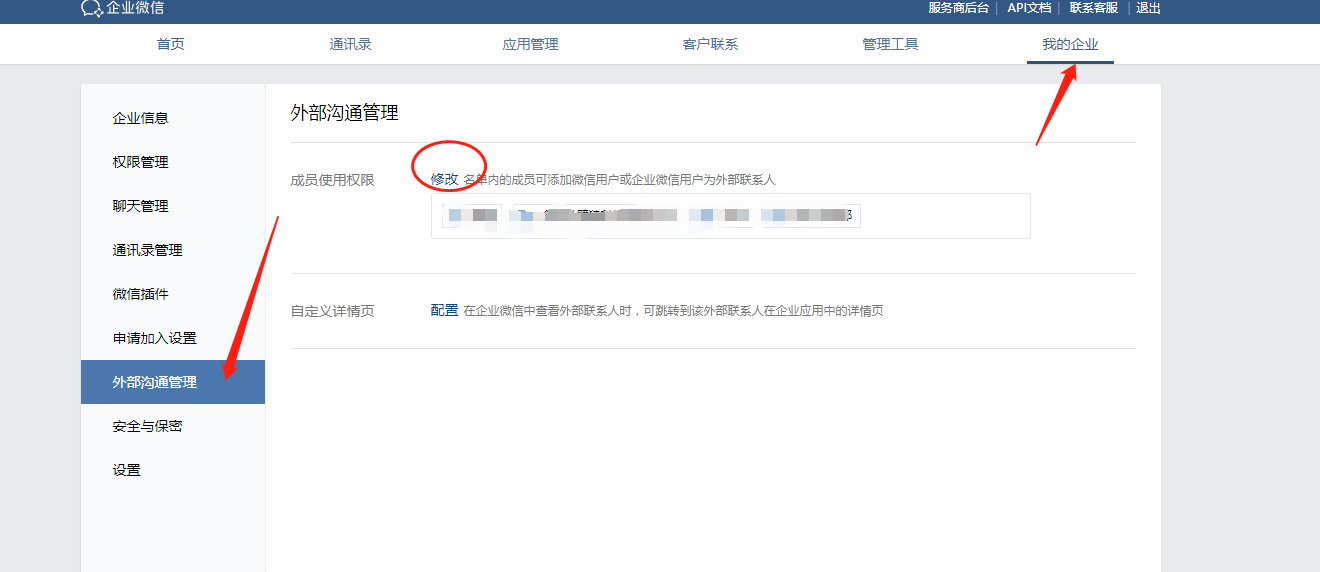 企业微信
服务商后台 | API文档 | 联系客服 | 退出
首页 通讯录 应用管理 客户联系 管理工具 我的企业
企业信息
权限管理
聊天管理
通讯录管理
微信插件
申请加入设置
外部沟通管理
安全与保密
设置
外部沟通管理
成员使用权限 修改 名单内的成员可添加微信用户或企业微信用户为外部联系人
自定义详情页 配置 在企业微信中查看外部联系人时，可跳转到该外部联系人在企业应用中的详情页